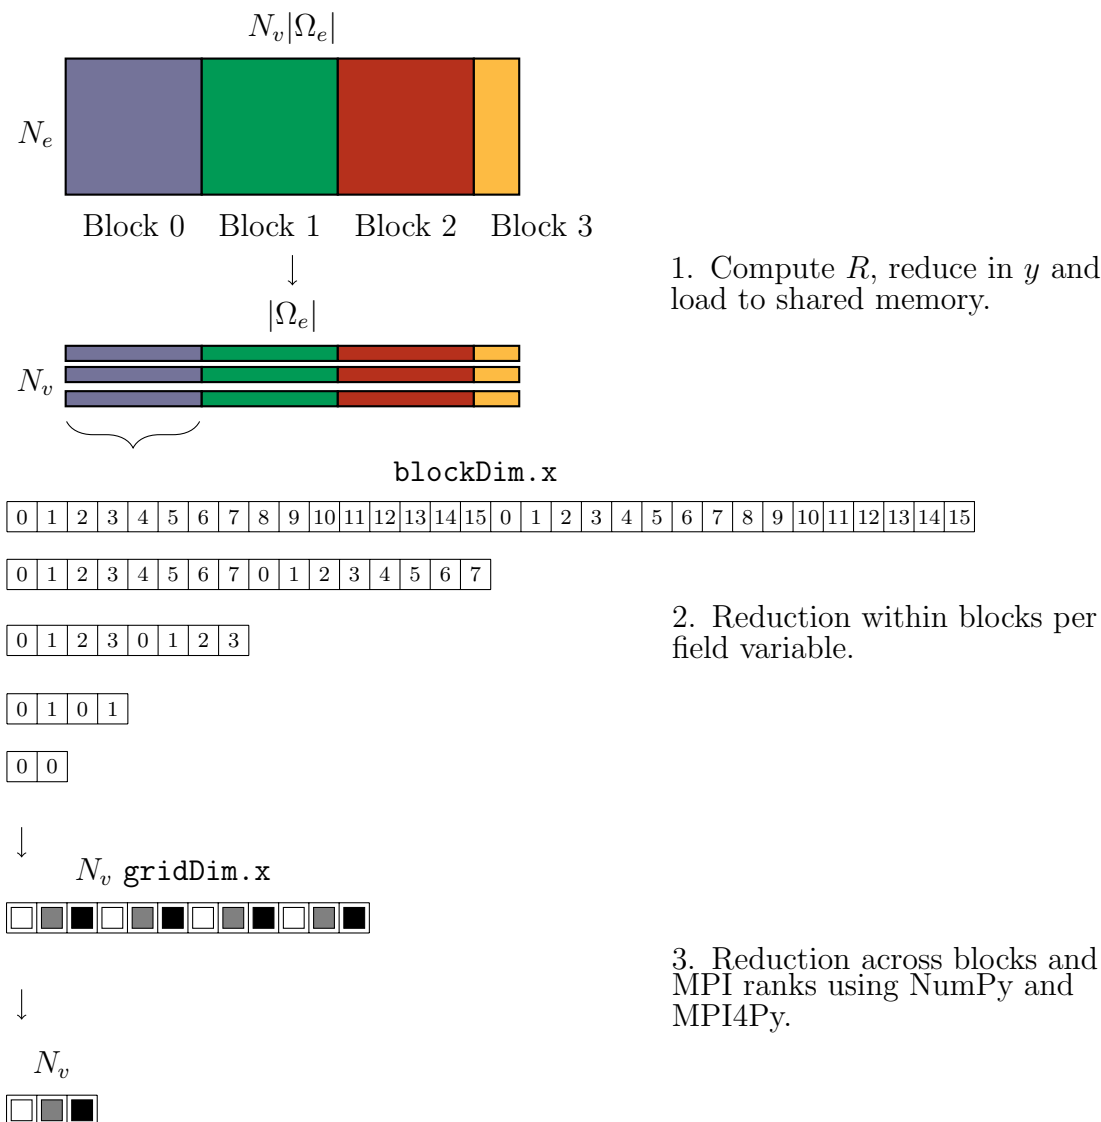 N_v|Ω_e|
N_e
Block 0 Block 1 Block 2 Block 3
1. Compute R, reduce in y and
load to shared memory.
|Ω_e|
N_v
blockDim.x
0 1 2 3 4 5 6 7 8 9 10 11 12 13 14 15 0 1 2 3 4 5 6 7 8 9 10 11 12 13 14 15
0 1 2 3 4 5 6 7 0 1 2 3 4 5 6 7
2. Reduction within blocks per
field variable.
0 1 2 3 0 1 2 3
0 1 0 1
0 0
N_v gridDim.x
3. Reduction across blocks and
MPI ranks using NumPy and
MPI4Py.
N_v